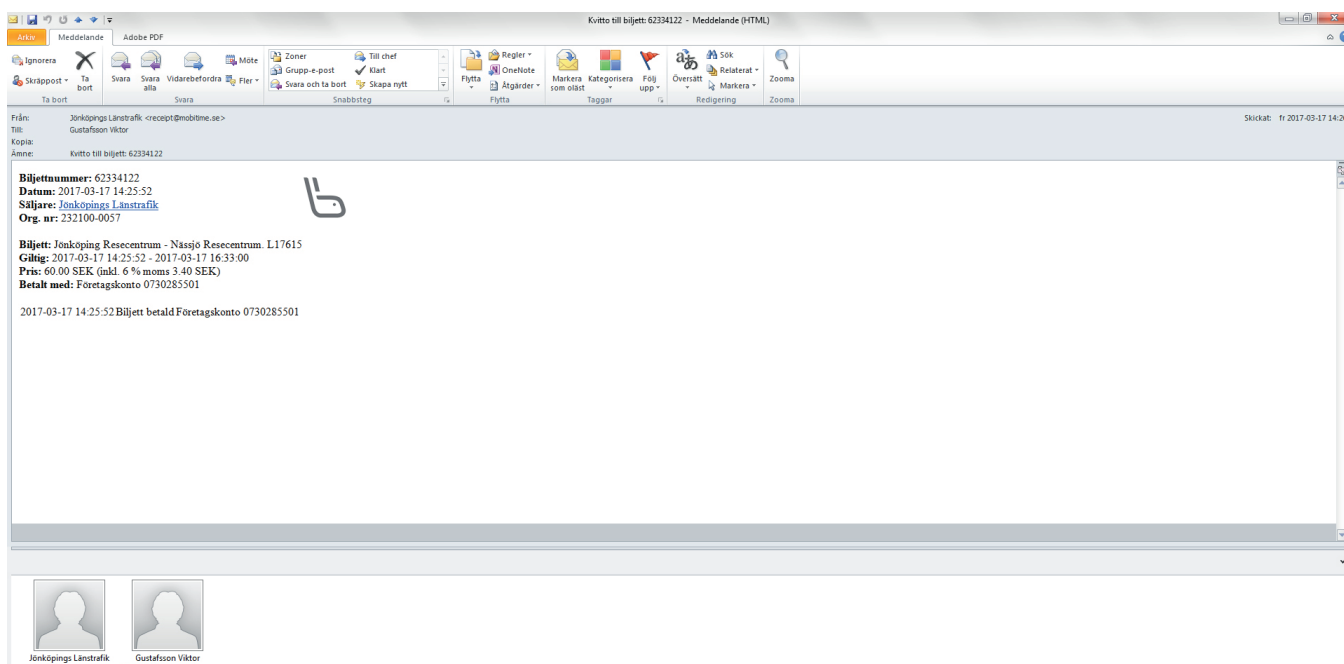 Kvitto till biljett: 62334122 - Meddelande (HTML)
Arkiv Meddelande Adobe PDF
Ignorera
Skräppost
Ta bort
Svara
Svara alla
Vidarebefordra
Möte
Fler
Zoner
Grupp-e-post
Svara och ta bort
Till chef
Klart
Skapa nytt
Flytta
Regler
OneNote
Åtgärder
Markera som oläst
Kategorisera
Följ upp
Översätt
Sök
Relaterat
Markera
Zooma
Ta bort Svara Snabbsteg Flytta Taggar Redigering Zooma
Från: Jönköpings Länstrafik <receipt@mobitime.se> Skickat: fr 2017-03-17 14:2
Till: Gustafsson Viktor
Kopia:
Ämne: Kvitto till biljett: 62334122
Biljettnummer: 62334122
Datum: 2017-03-17 14:25:52
Säljare: Jönköpings Länstrafik
Org. nr: 232100-0057
Biljett: Jönköping Resecentrum - Nässjö Resecentrum. L17615
Giltig: 2017-03-17 14:25:52 - 2017-03-17 16:33:00
Pris: 60.00 SEK (inkl. 6 % moms 3.40 SEK)
Betalt med: Företagskonto 0730285501
2017-03-17 14:25:52 Biljett betald Företagskonto 0730285501
Jönköpings Länstrafik Gustafsson Viktor